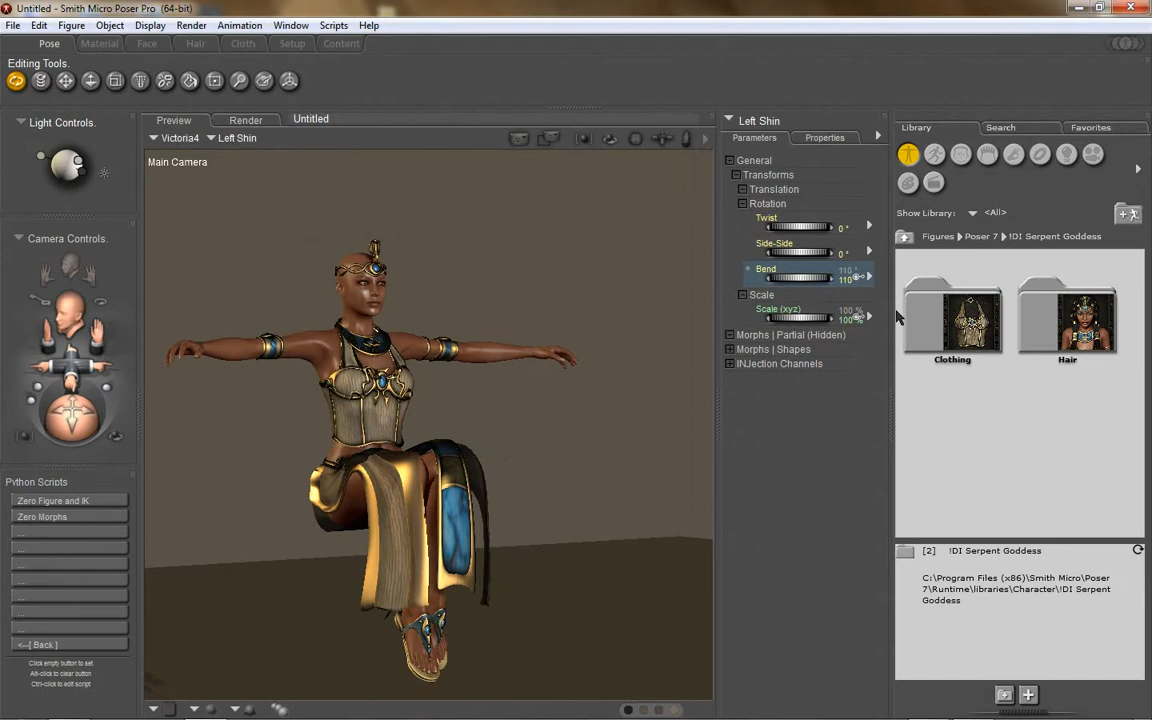 Untitled - Smith Micro Poser Pro (64-bit)
File Edit Figure Object Display Render Animation Window Scripts Help
Pose Material Face Hair Cloth Setup Content
Editing Tools.
Light Controls.
Camera Controls.
Python Scripts
Zero Figure and IK
Zero Morphs
...
...
...
...
...
...
...
<---[ Back ]
Click empty button to set
Alt-click to clear button
Ctrl-click to edit script
Preview Render Untitled
Victoria4 Left Shin
Main Camera
Left Shin
Parameters Properties
General
Transforms
Translation
Rotation
Twist
0 °
Side-Side
0 °
Bend
110 °
110 °
Scale
Scale (xyz)
100 %
100 %
Morphs | Partial (Hidden)
Morphs | Shapes
INJection Channels
Library Search Favorites
Show Library: <All>
Figures Poser 7 !DI Serpent Goddess
Clothing Hair
[2] !DI Serpent Goddess
C:\Program Files (x86)\Smith Micro\Poser
7\Runtime\libraries\Character\!DI Serpent
Goddess